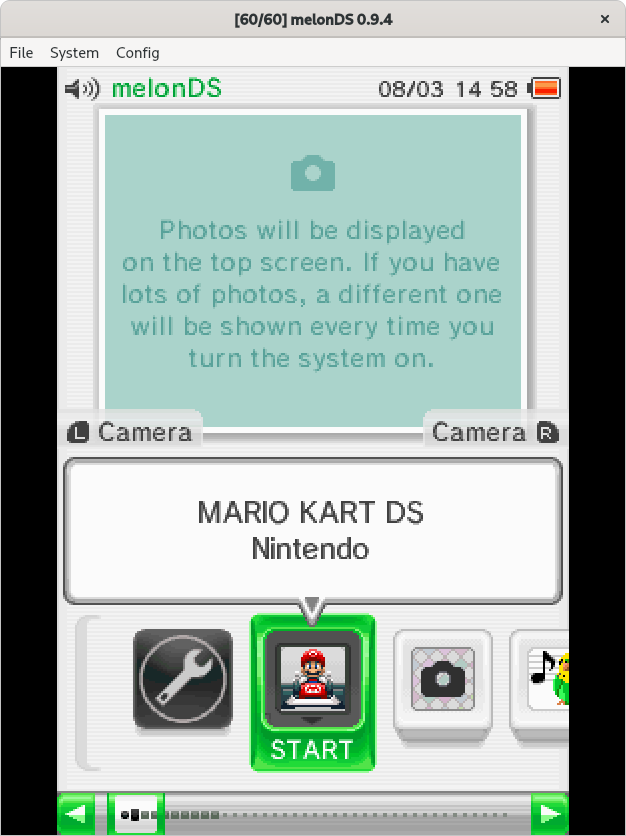 [60/60] melonDS 0.9.4
File System Config
melonDS 08/03 14 58
Photos will be displayed
on the top screen. If you have
lots of photos, a different one
will be shown every time you
turn the system on.
L Camera Camera R
MARIO KART DS
Nintendo
START